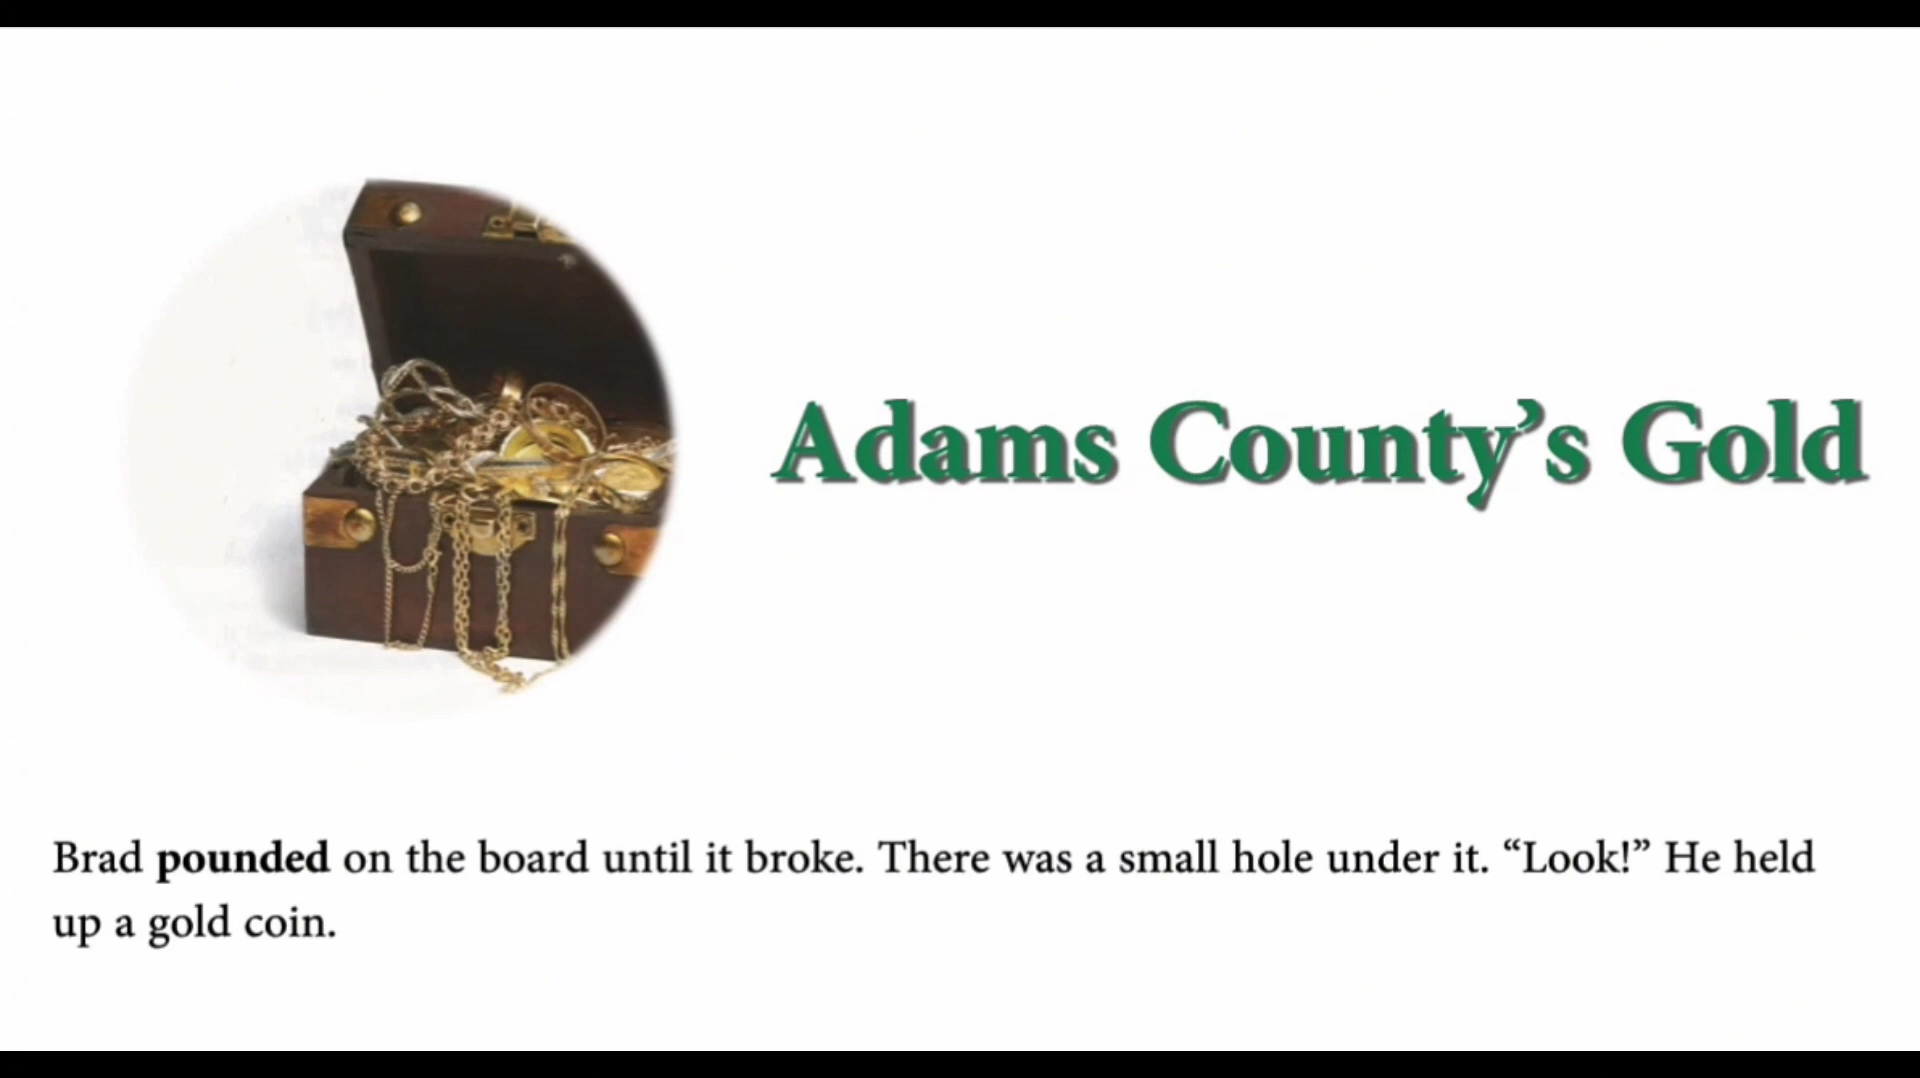 Adams County’s Gold
Brad pounded on the board until it broke. There was a small hole under it. “Look!” He held
up a gold coin.